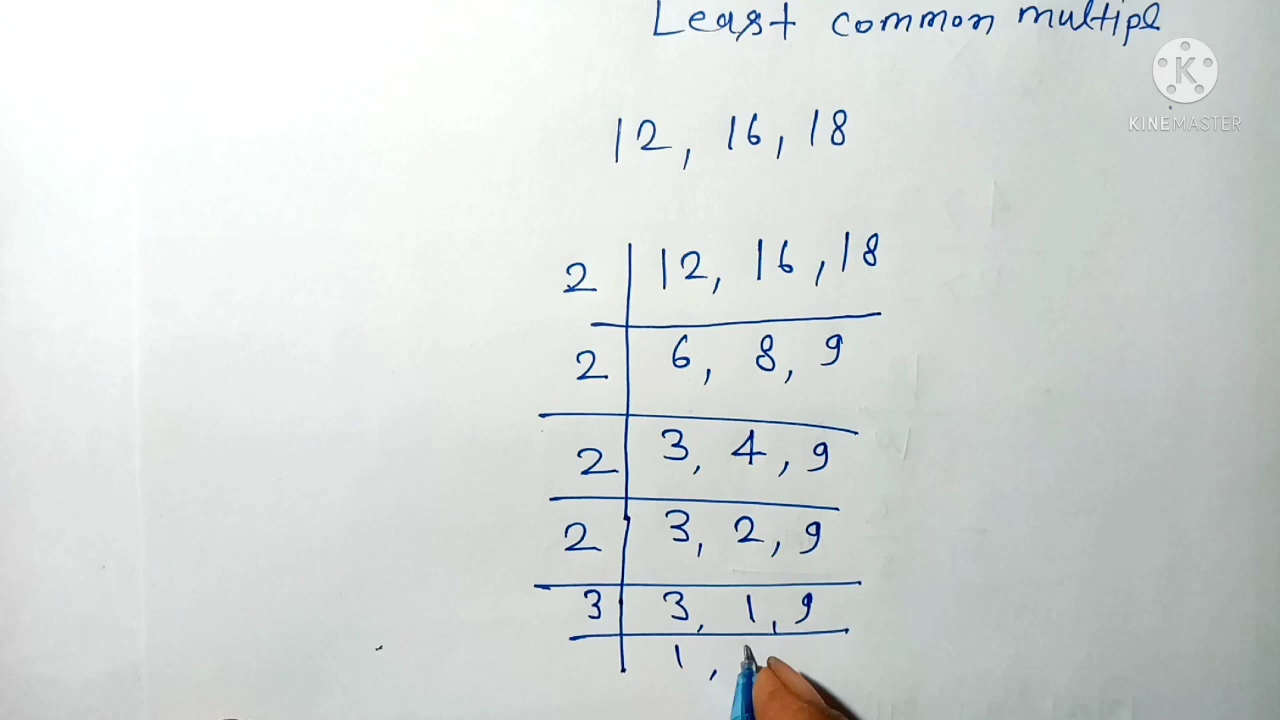 Least common multipl
K
KINEMASTER
12, 16, 18
2 | 12, 16, 18
2 | 6, 8, 9
2 | 3, 4, 9
2 | 3, 2, 9
3 | 3, 1, 9
1,